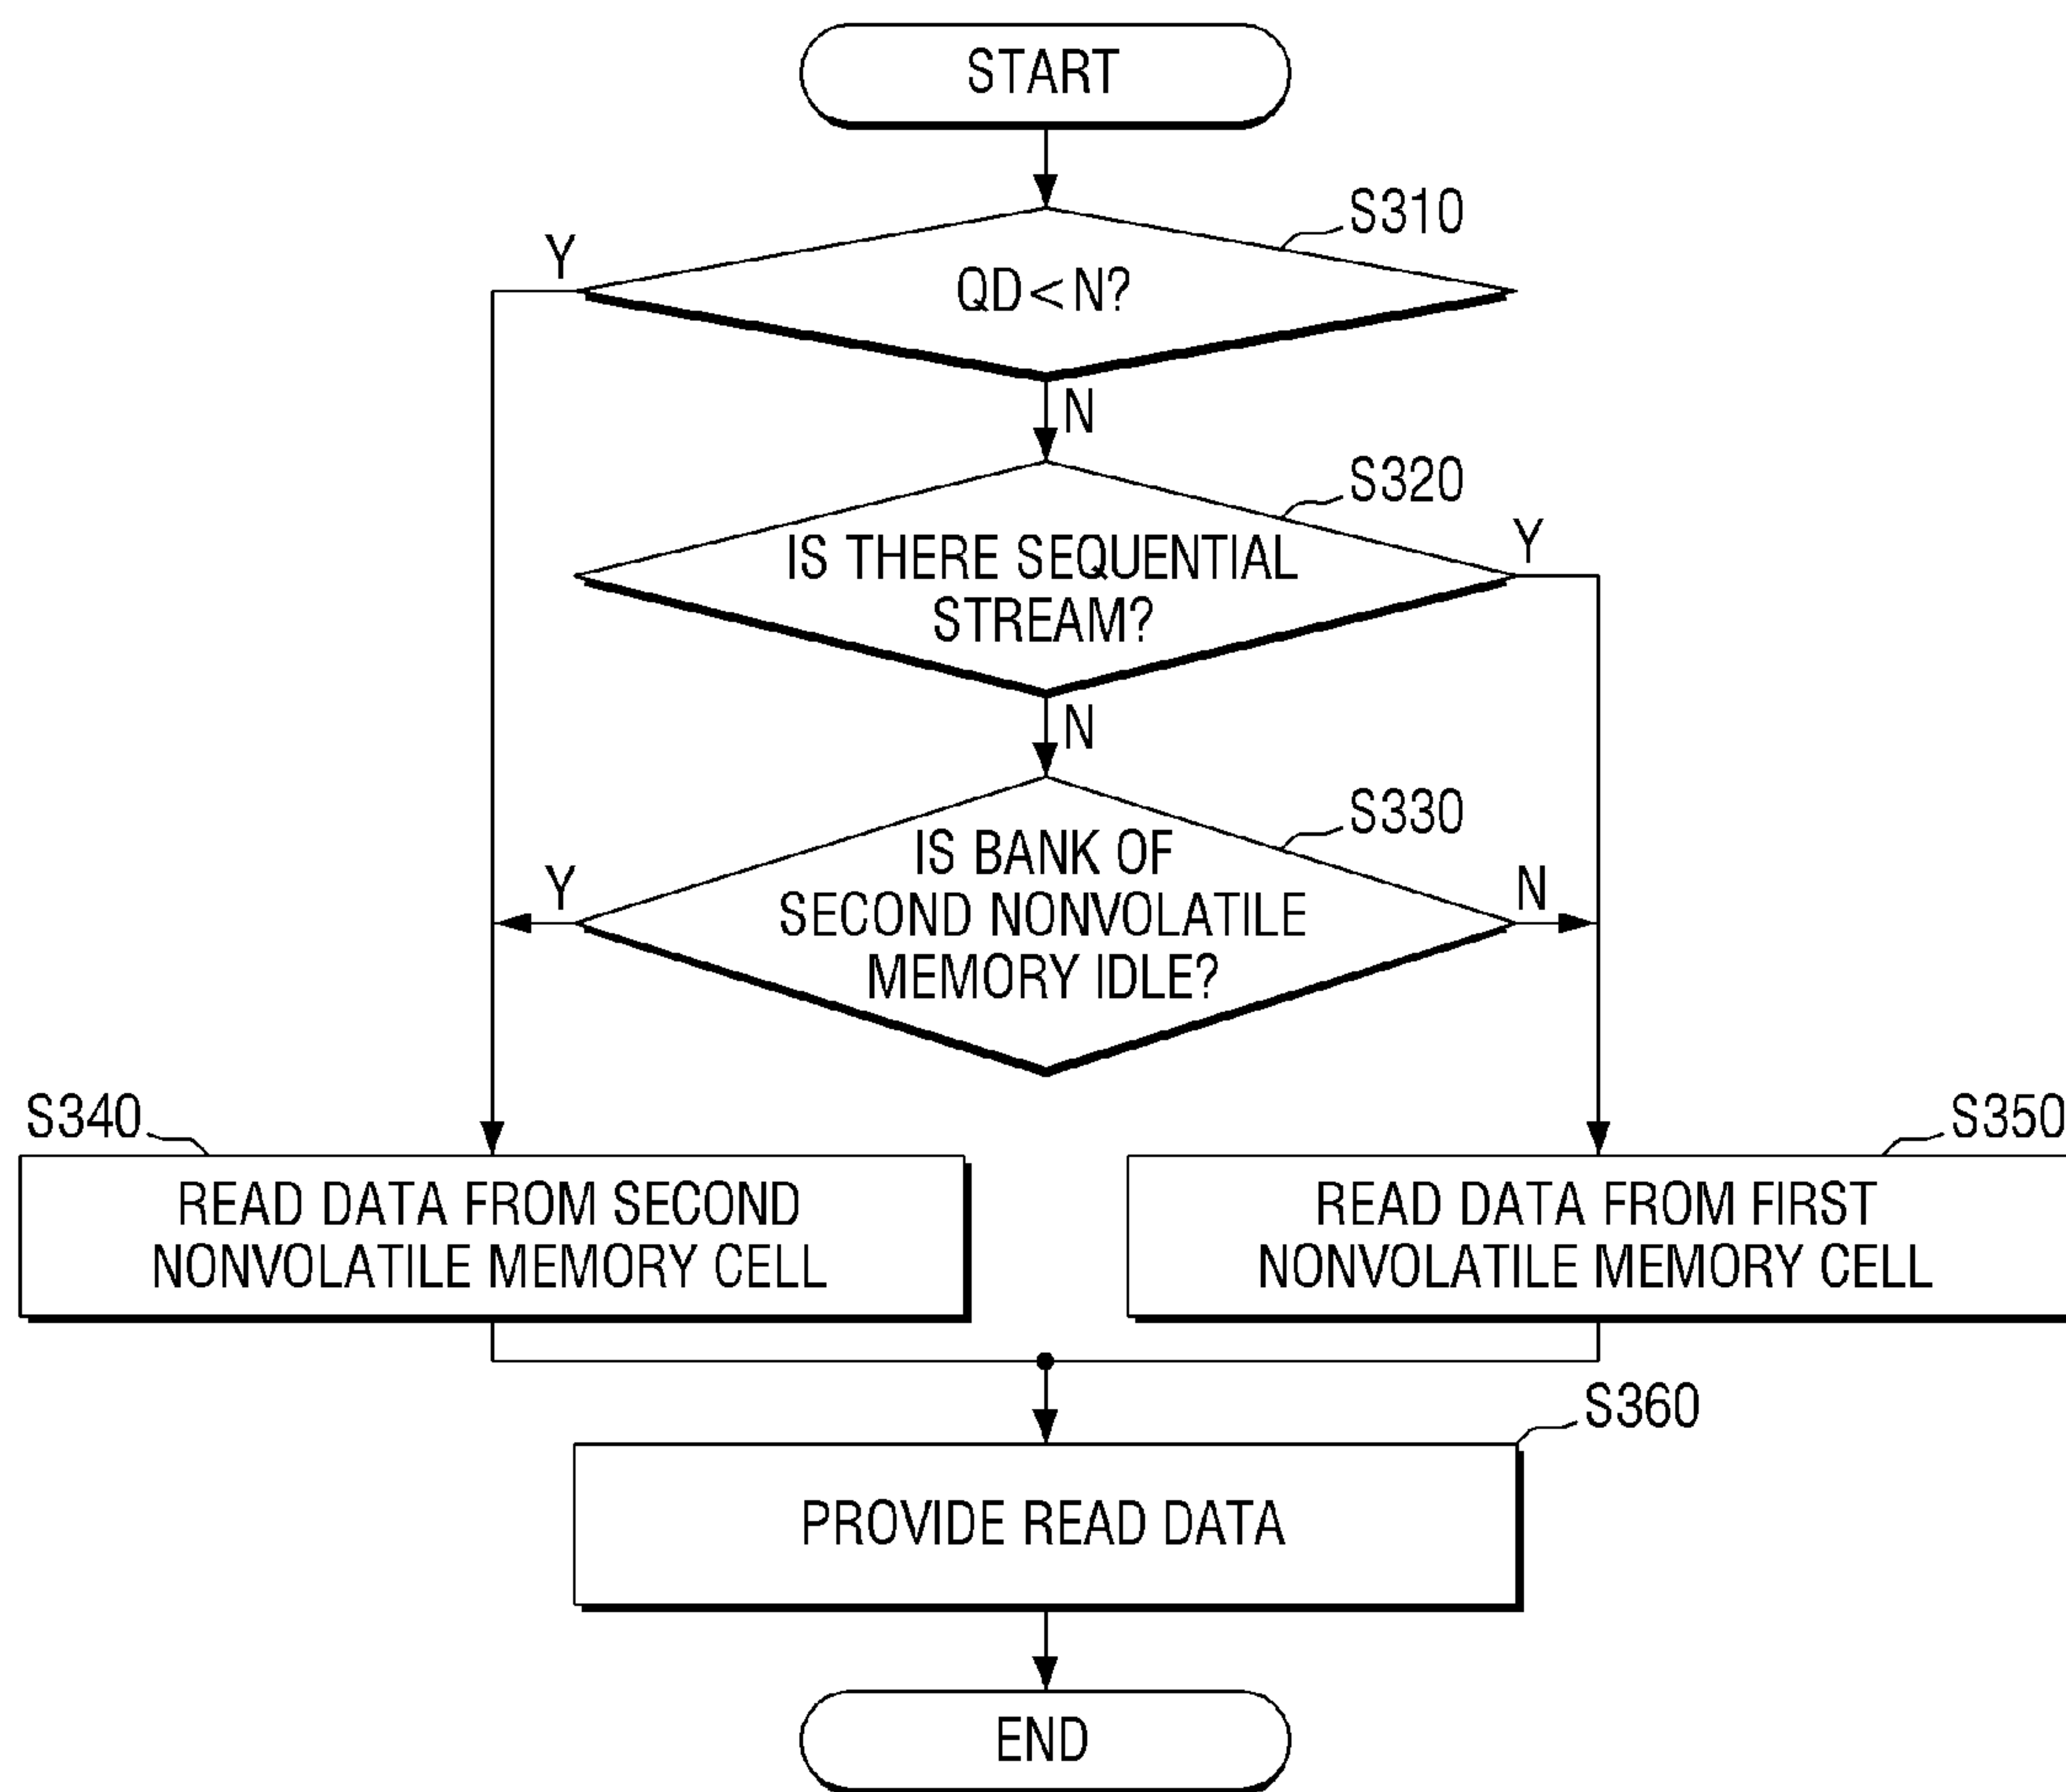 START
S310
Y
QD<N?
N
S320
Y
IS THERE SEQUENTIAL
STREAM?
N
S330
IS BANK OF
Y
N
SECOND NONVOLATILE
MEMORY IDLE?
S340
S350
READ DATA FROM SECOND
NONVOLATILE MEMORY CELL
READ DATA FROM FIRST
NONVOLATILE MEMORY CELL
S360
PROVIDE READ DATA
END